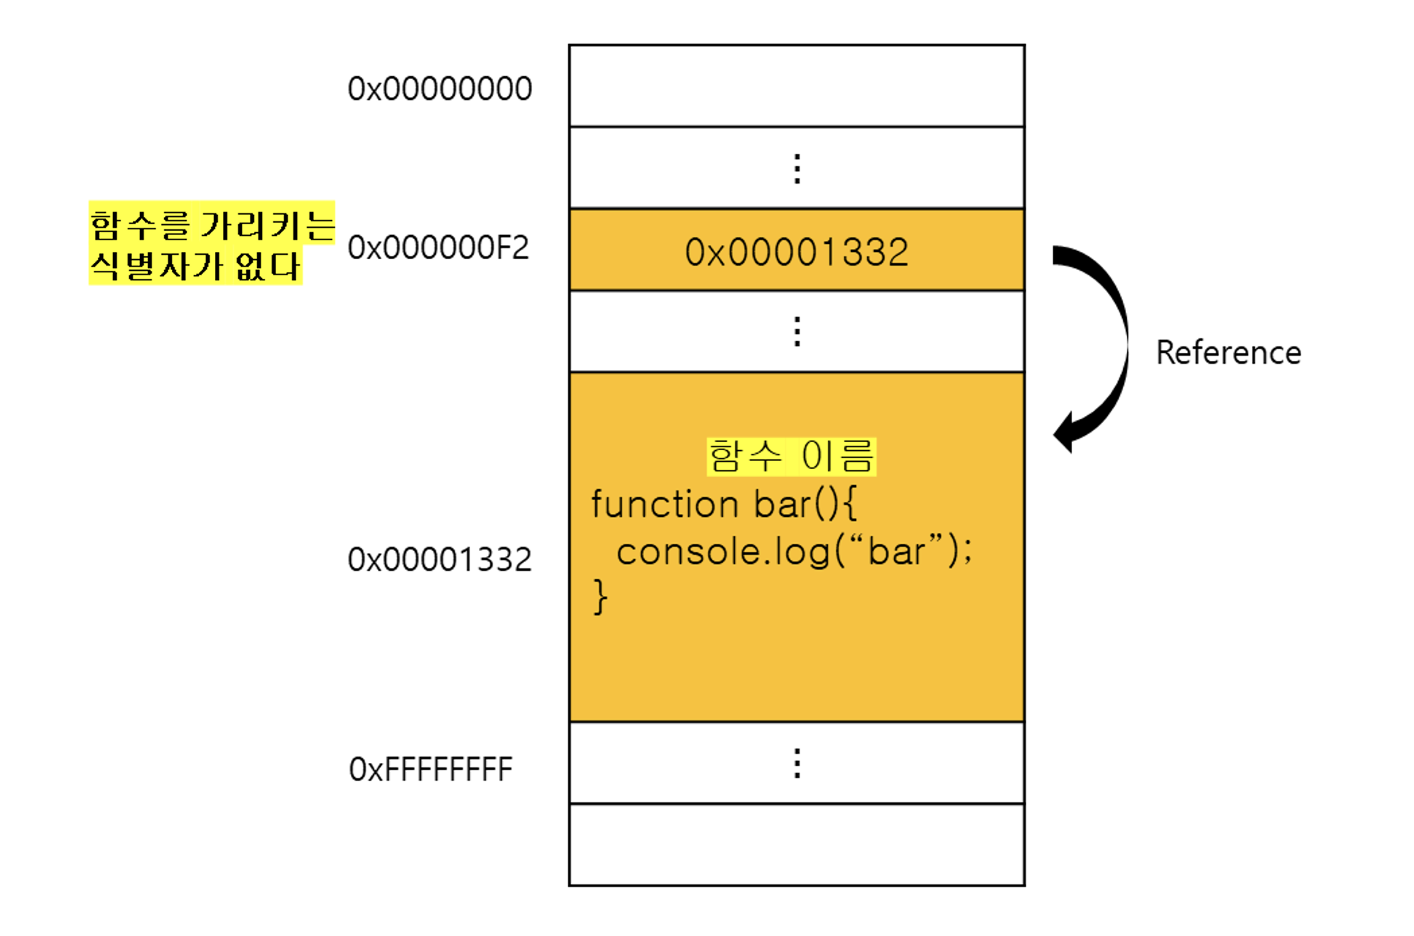 0x00000000
⋮
함수를 가리키는
식별자가 없다
0x000000F2
0x00001332
⋮
Reference
함수 이름
function bar(){
console.log(“bar”);
}
0x00001332
0xFFFFFFFF
⋮